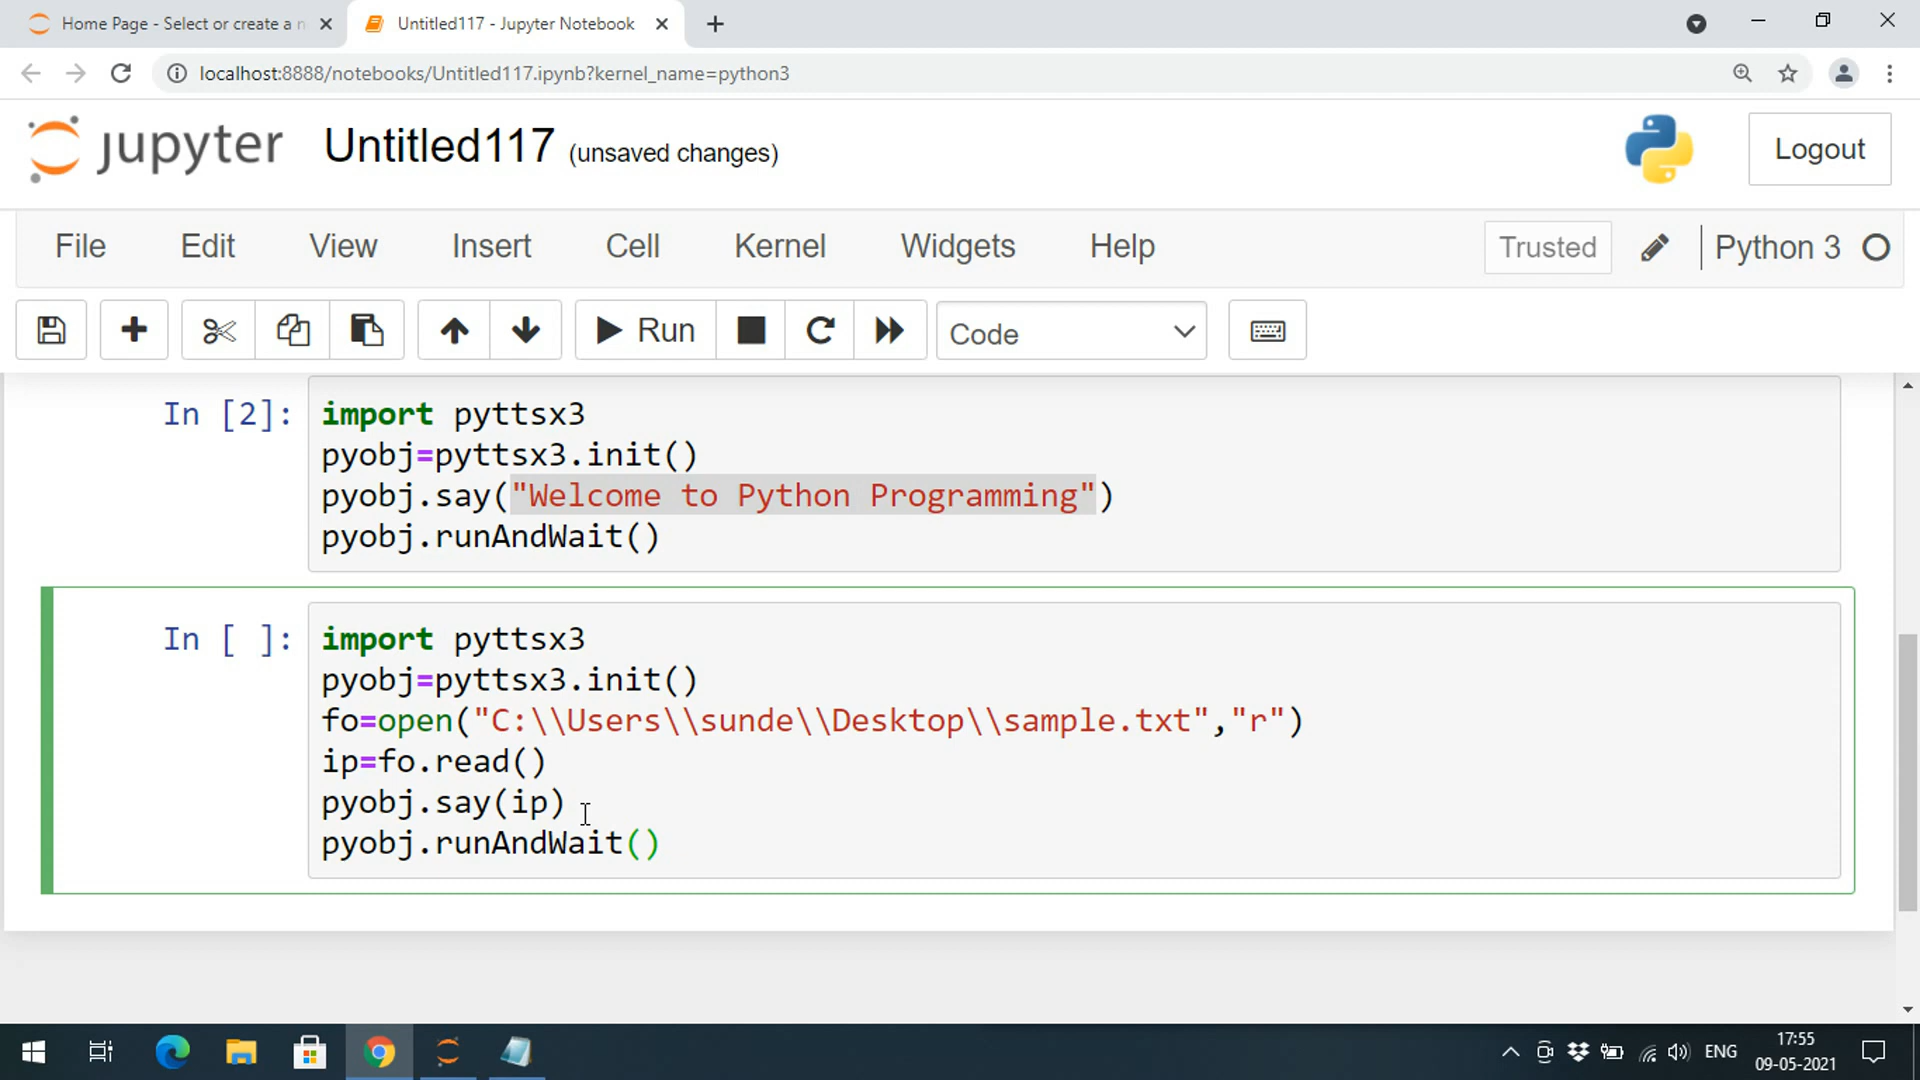 Home Page - Select or create a n
Untitled117 - Jupyter Notebook
localhost:8888/notebooks/Untitled117.ipynb?kernel_name=python3
jupyter
Untitled117 (unsaved changes)
Logout
File Edit View Insert Cell Kernel Widgets Help
Trusted
Python 3
Run
Code
In [2]:
import pyttsx3
pyobj=pyttsx3.init()
pyobj.say("Welcome to Python Programming")
pyobj.runAndWait()
In [ ]:
import pyttsx3
pyobj=pyttsx3.init()
fo=open("C:\\Users\\sunde\\Desktop\\sample.txt","r")
ip=fo.read()
pyobj.say(ip)
pyobj.runAndWait()
ENG
17:55
09-05-2021